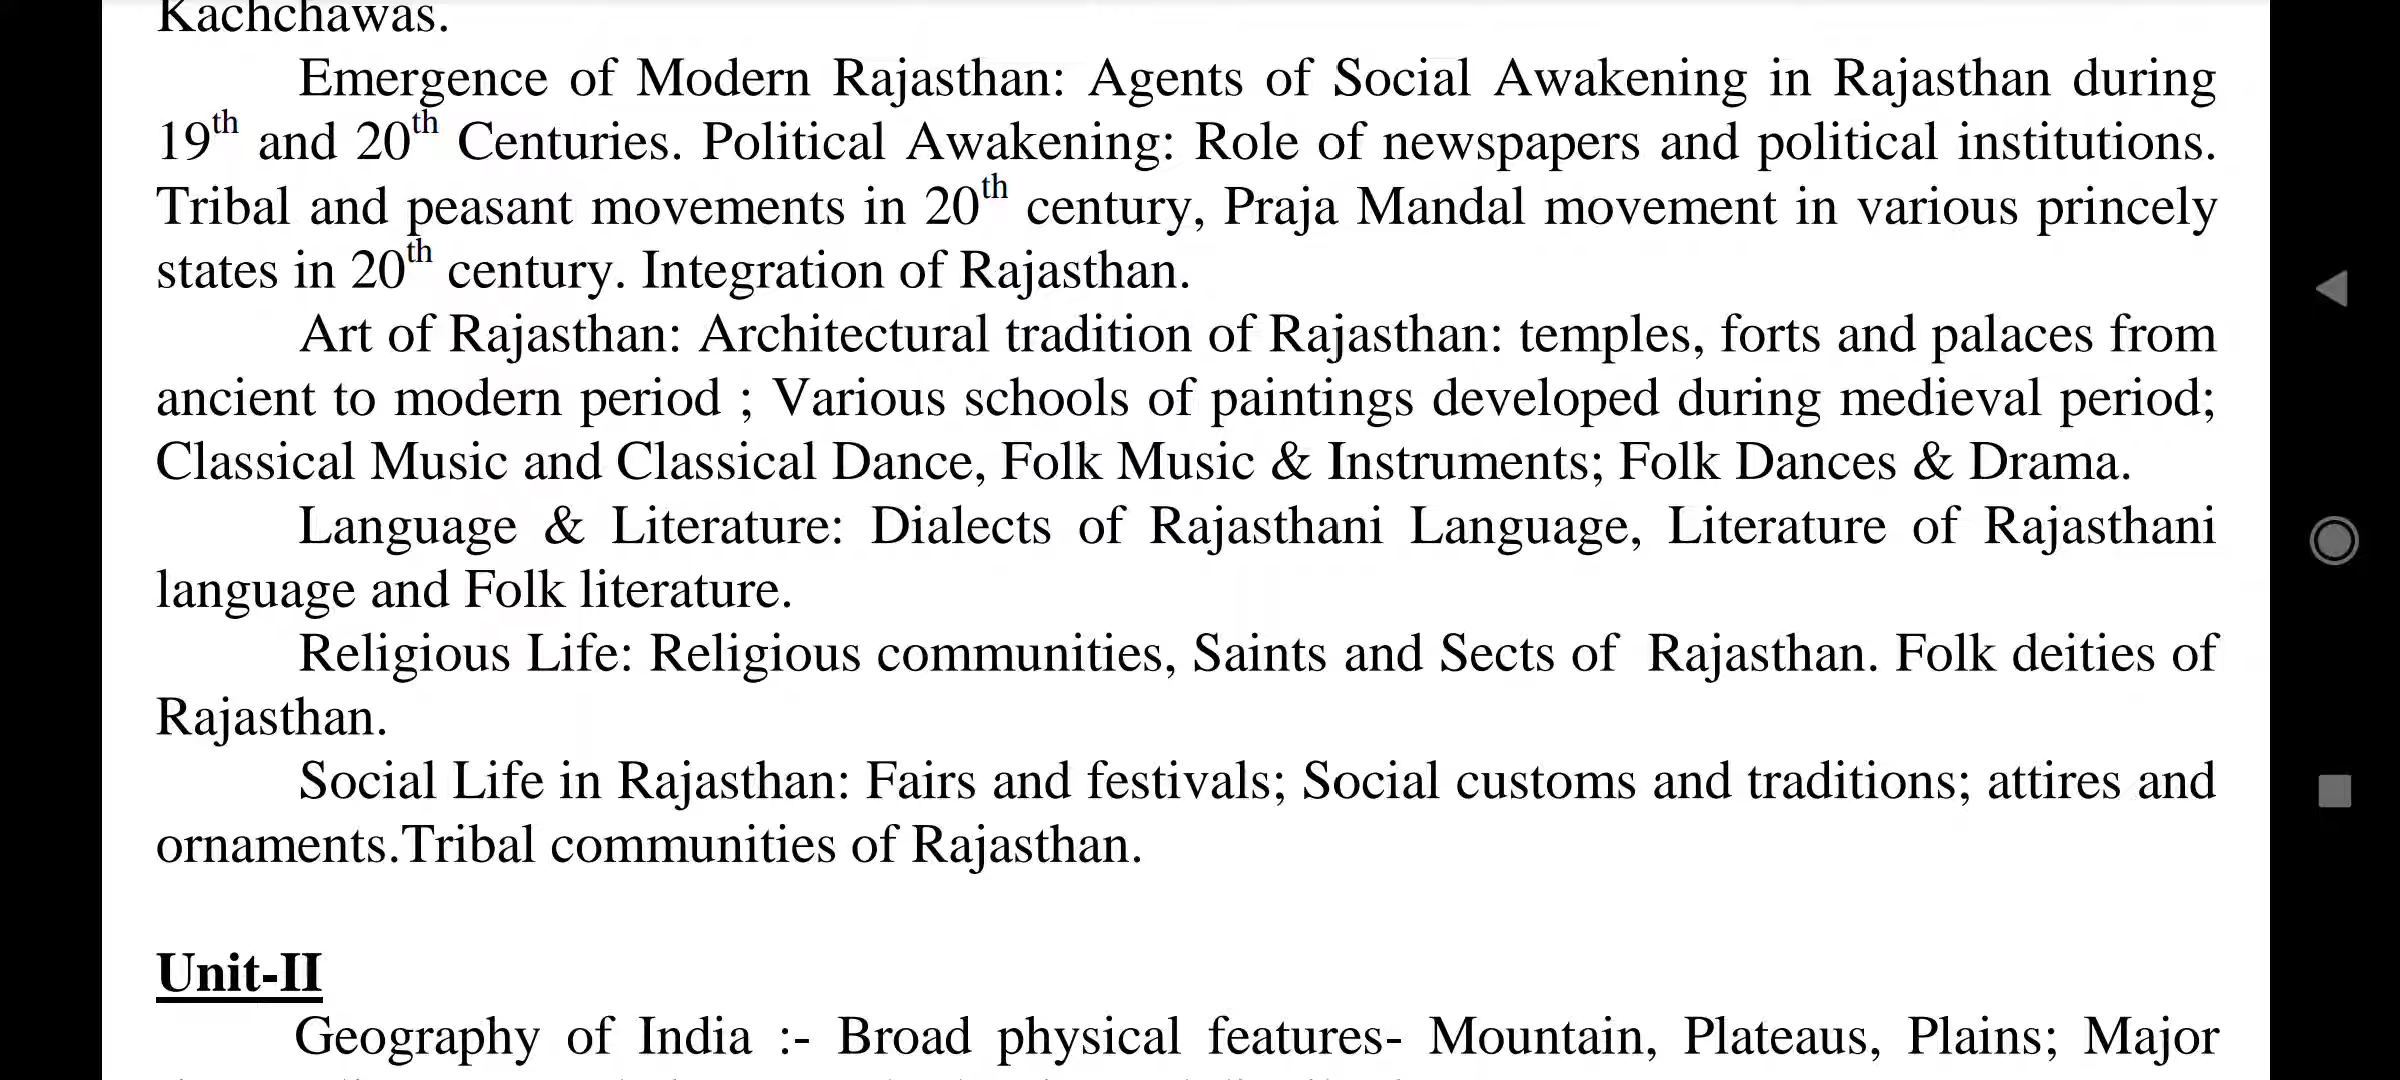 Kachchawas.
Emergence of Modern Rajasthan: Agents of Social Awakening in Rajasthan during
19th and 20th Centuries. Political Awakening: Role of newspapers and political institutions.
Tribal and peasant movements in 20th century, Praja Mandal movement in various princely
states in 20th century. Integration of Rajasthan.
Art of Rajasthan: Architectural tradition of Rajasthan: temples, forts and palaces from
ancient to modern period ; Various schools of paintings developed during medieval period;
Classical Music and Classical Dance, Folk Music & Instruments; Folk Dances & Drama.
Language & Literature: Dialects of Rajasthani Language, Literature of Rajasthani
language and Folk literature.
Religious Life: Religious communities, Saints and Sects of Rajasthan. Folk deities of
Rajasthan.
Social Life in Rajasthan: Fairs and festivals; Social customs and traditions; attires and
ornaments.Tribal communities of Rajasthan.
Unit-II
Geography of India :- Broad physical features- Mountain, Plateaus, Plains; Major